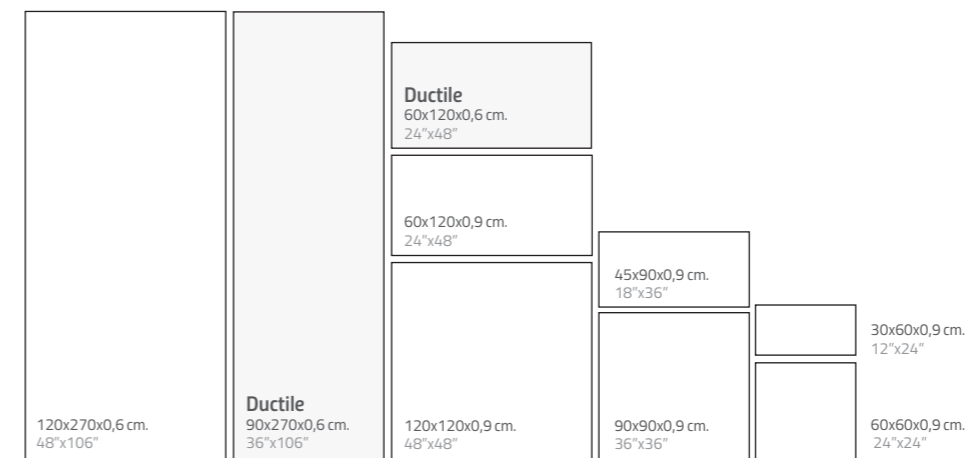 Ductile
60x120x0,6 cm.
24”x48”
60x120x0,9 cm.
24”x48”
45x90x0,9 cm.
18”x36”
30x60x0,9 cm.
12”x24”
120x270x0,6 cm.
48”x106”
Ductile
90x270x0,6 cm.
36”x106”
120x120x0,9 cm.
48”x48”
90x90x0,9 cm.
36”x36”
60x60x0,9 cm.
24”x24”